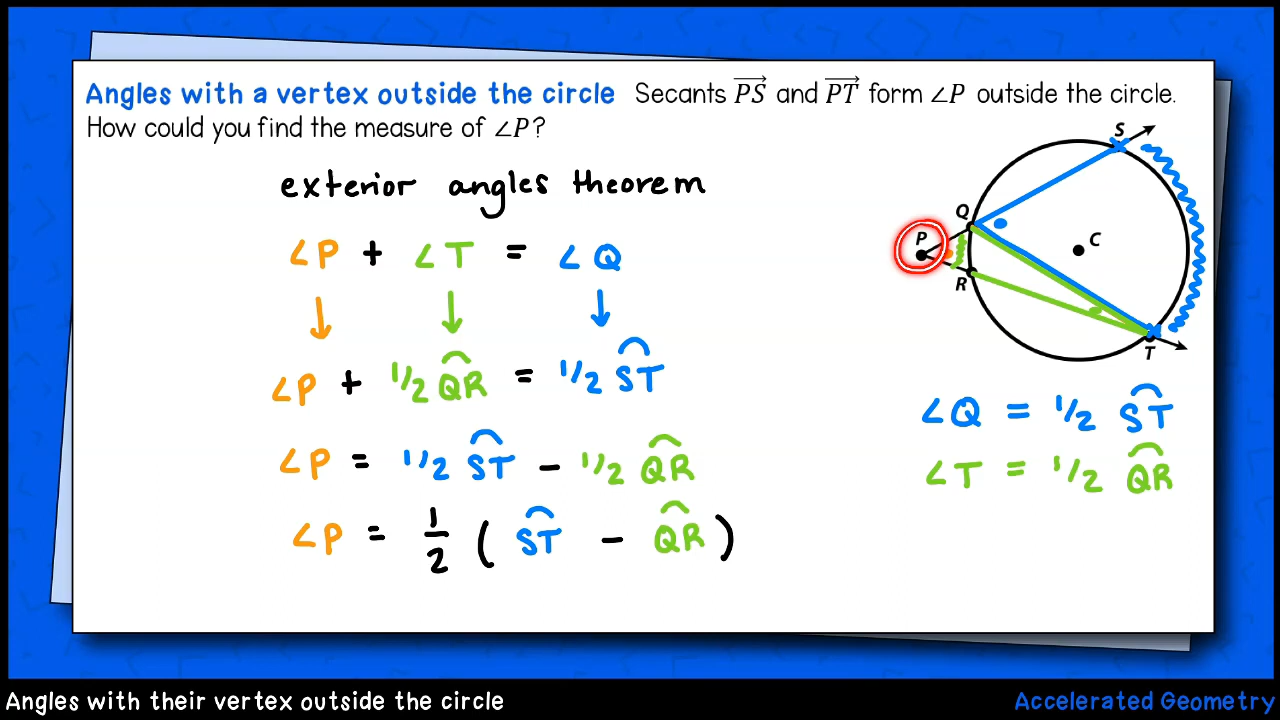 Angles with a vertex outside the circle Secants PS and PT form ∠P outside the circle.
How could you find the measure of ∠P?
exterior angles theorem
∠P + ∠T = ∠Q
↓ ↓ ↓
∠P + 1/2 QR = 1/2 ST
∠P = 1/2 ST - 1/2 QR
∠P = 1/2 ( ST - QR )
S
Q
P
C
R
T
∠Q = 1/2 ST
∠T = 1/2 QR
Angles with their vertex outside the circle
Accelerated Geometry